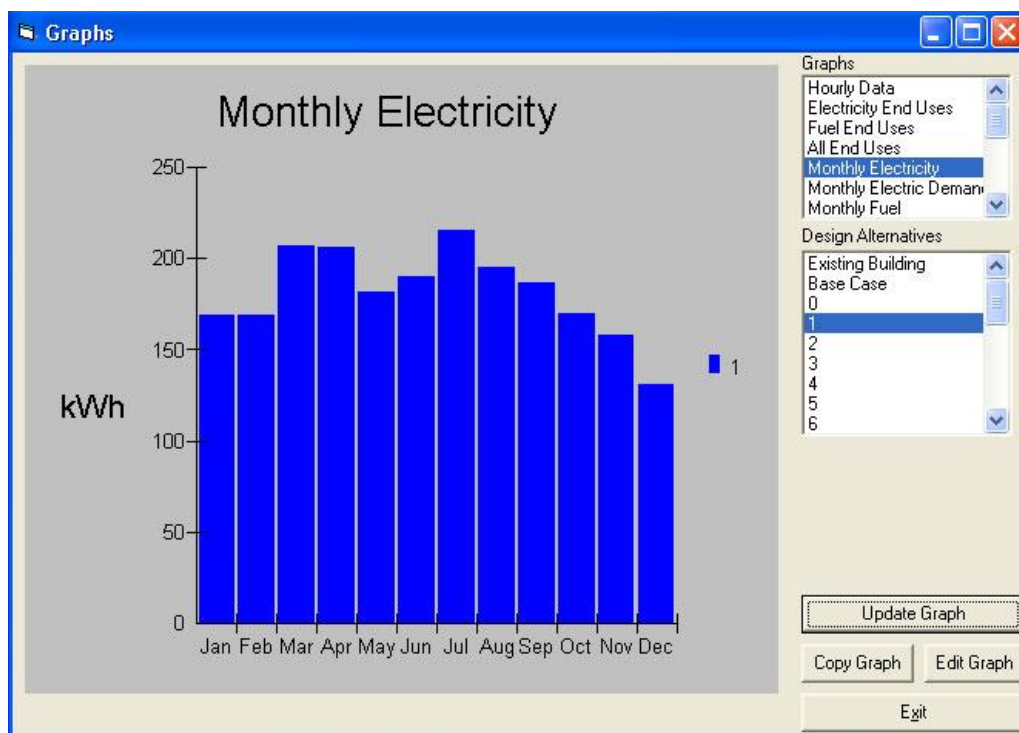 Graphs
Monthly Electricity
250
200
150
100
50
0
kWh
Jan Feb Mar Apr May Jun Jul Aug Sep Oct Nov Dec
1
Graphs
Hourly Data
Electricity End Uses
Fuel End Uses
All End Uses
Monthly Electricity
Monthly Electric Deman
Monthly Fuel
Design Alternatives
Existing Building
Base Case
0
1
2
3
4
5
6
Update Graph
Copy Graph Edit Graph
Exit